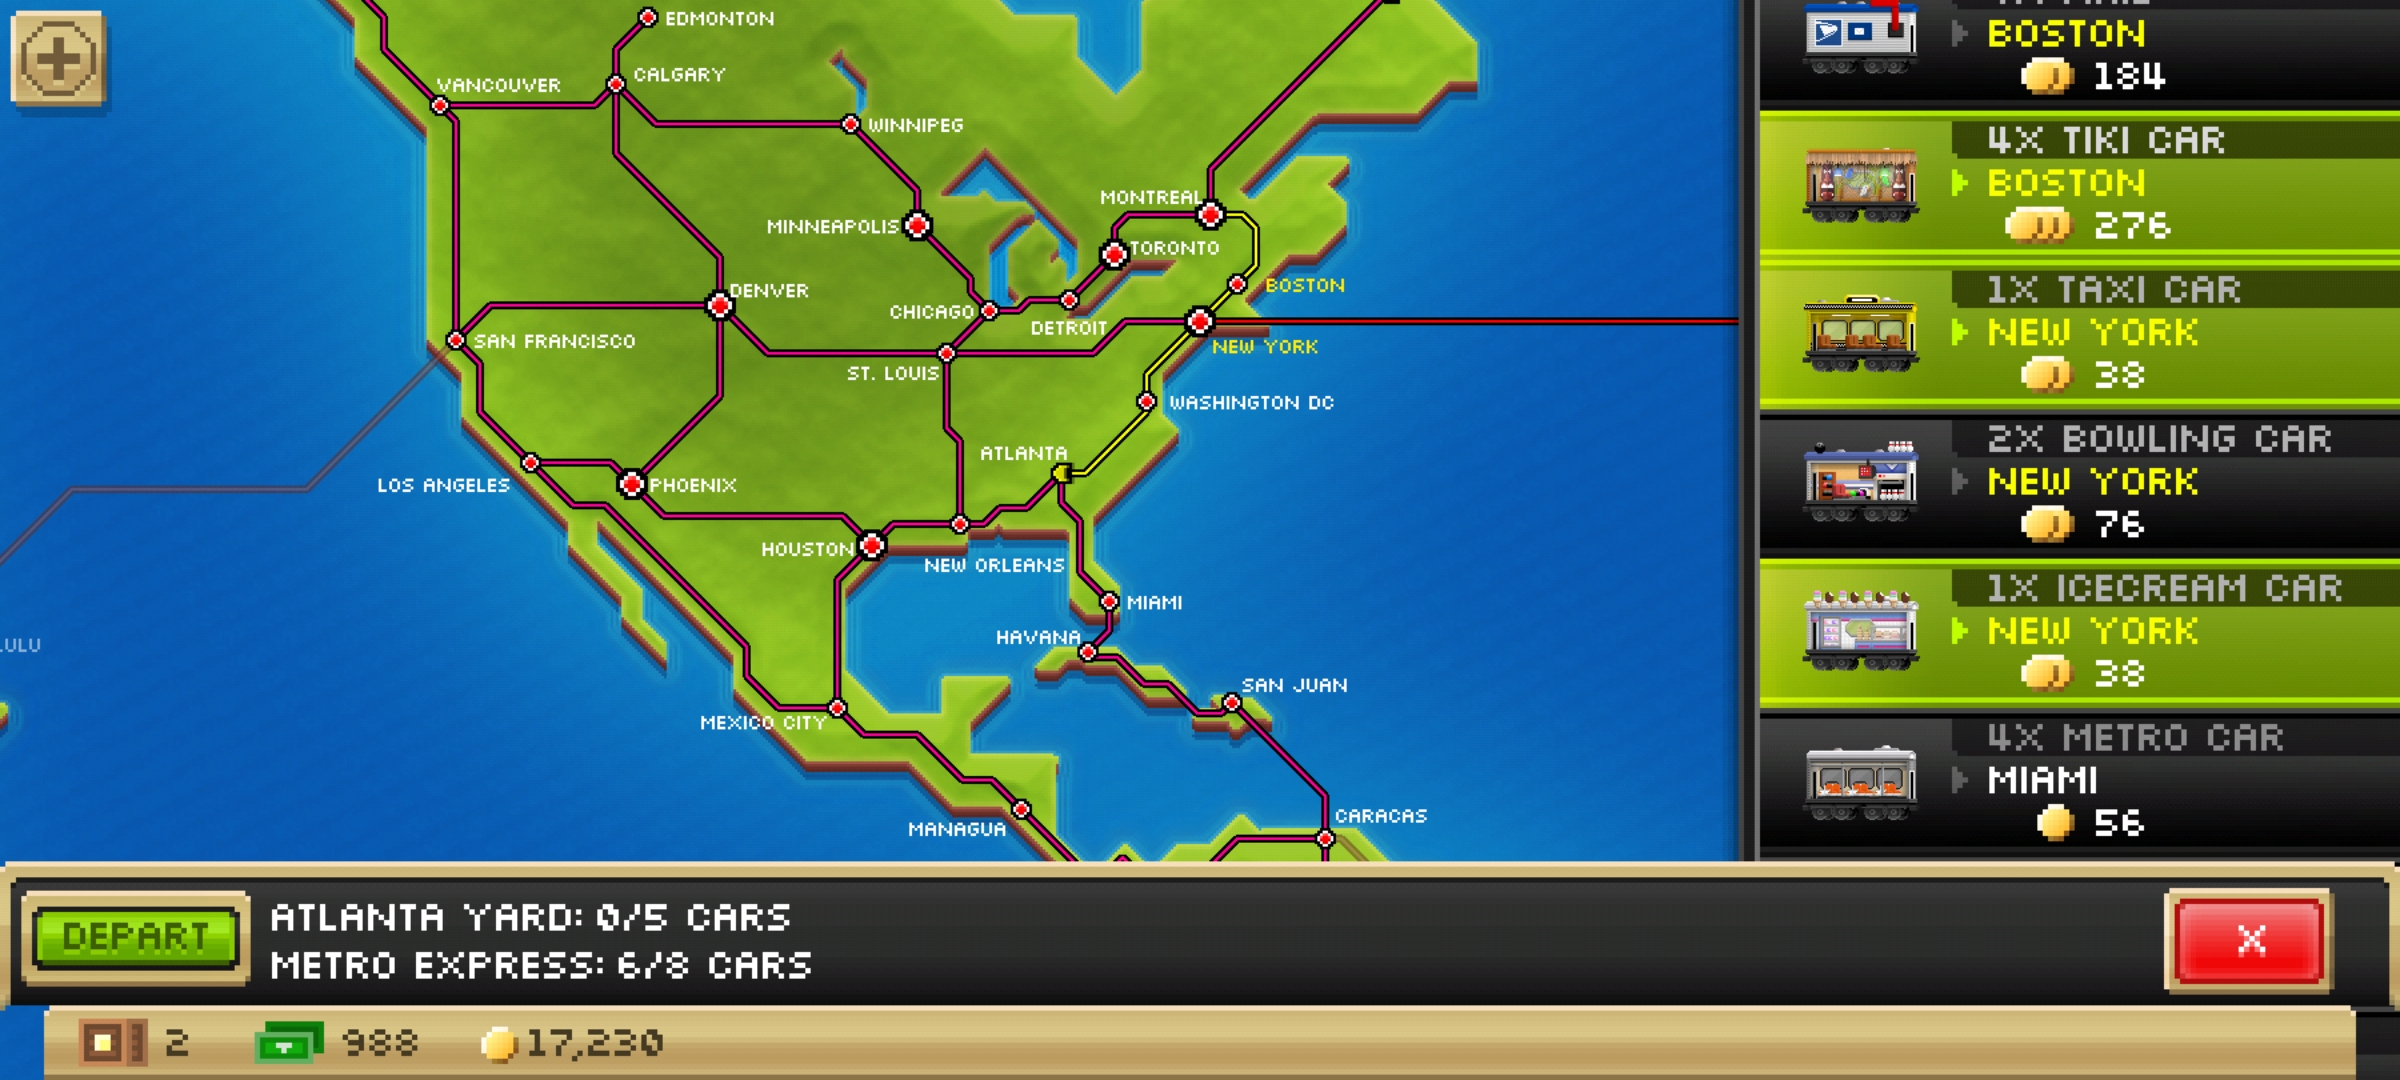 EDMONTON
CALGARY
VANCOUVER
WINNIPEG
MONTREAL
MINNEAPOLIS
TORONTO
DENVER
BOSTON
CHICAGO
DETROIT
NEW YORK
SAN FRANCISCO
ST. LOUIS
WASHINGTON DC
ATLANTA
LOS ANGELES
PHOENIX
HOUSTON
NEW ORLEANS
MIAMI
HAVANA
ULU
SAN JUAN
MEXICO CITY
CARACAS
MANAGUA
BOSTON
184
4X TIKI CAR
BOSTON
276
1X TAXI CAR
NEW YORK
38
2X BOWLING CAR
NEW YORK
76
1X ICECREAM CAR
NEW YORK
38
4X METRO CAR
MIAMI
56
DEPART
ATLANTA YARD: 0/5 CARS
METRO EXPRESS: 6/8 CARS
X
2
988
17,230